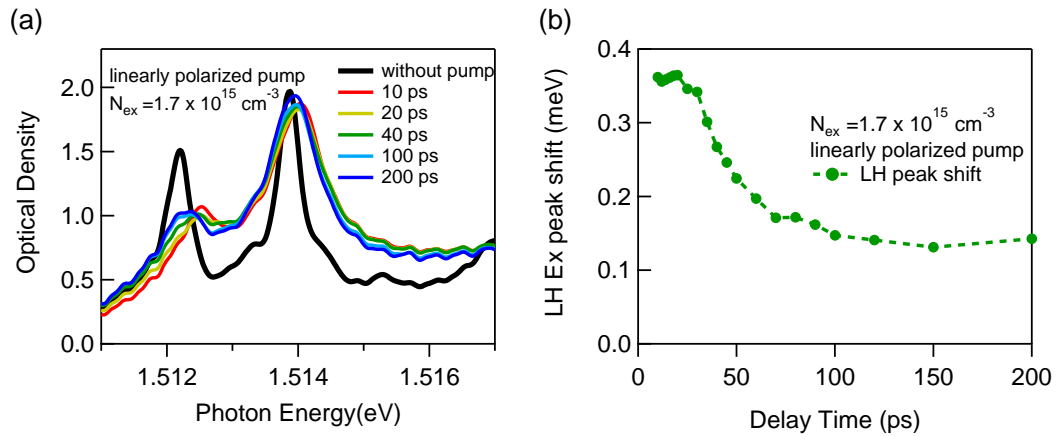 (a)
linearly polarized pump
N_ex =1.7 x 10^15 cm^-3
without pump
10 ps
20 ps
40 ps
100 ps
200 ps
2.0
1.5
1.0
0.5
0.0
Optical Density
1.512
1.514
1.516
Photon Energy(eV)
(b)
0.4
0.3
0.2
0.1
0.0
LH Ex peak shift (meV)
N_ex =1.7 x 10^15 cm^-3
linearly polarized pump
LH peak shift
0
50
100
150
200
Delay Time (ps)